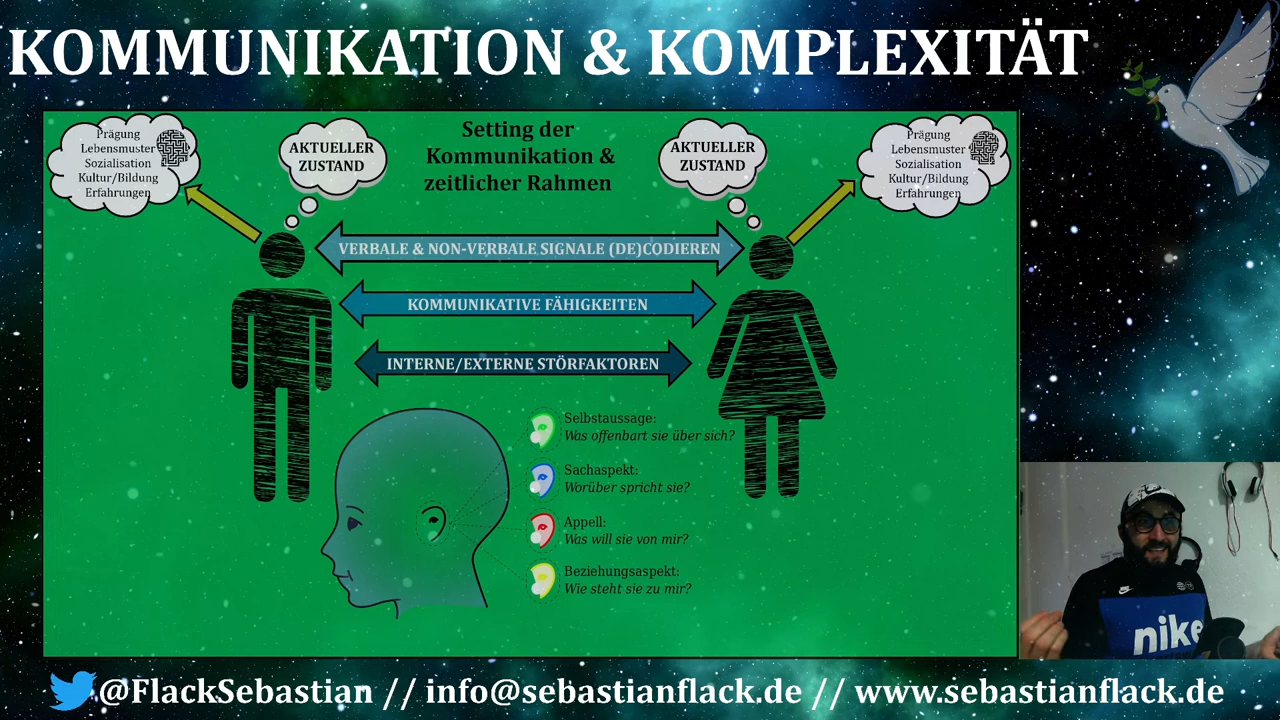 KOMMUNIKATION & KOMPLEXITÄT
Prägung
Lebensmuster
Sozialisation
Kultur/Bildung
Erfahrungen
AKTUELLER
ZUSTAND
Setting der
Kommunikation &
zeitlicher Rahmen
AKTUELLER
ZUSTAND
Prägung
Lebensmuster
Sozialisation
Kultur/Bildung
Erfahrungen
VERBALE & NON-VERBALE SIGNALE (DE)CODIEREN
KOMMUNIKATIVE FÄHIGKEITEN
INTERNE/EXTERNE STÖRFAKTOREN
Selbstaussage:
Was offenbart sie über sich?
Sachaspekt:
Worüber spricht sie?
Appell:
Was will sie von mir?
Beziehungsaspekt:
Wie steht sie zu mir?
nike
@FlackSebastian // info@sebastianflack.de // www.sebastianflack.de